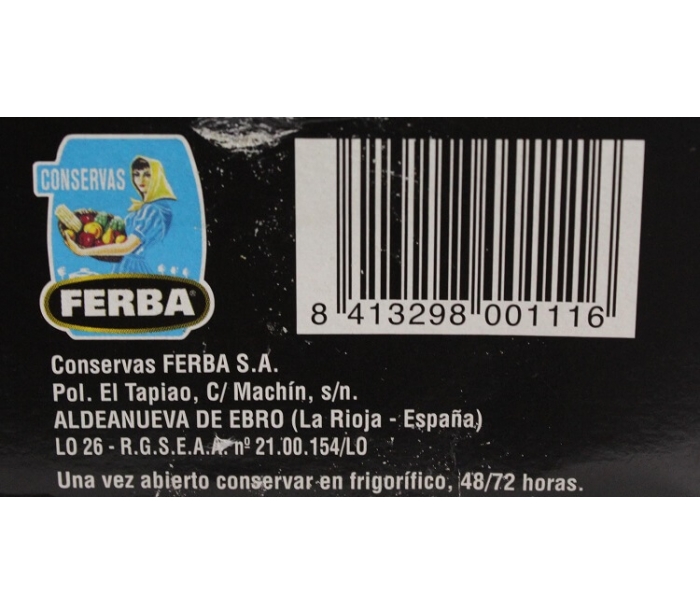 CONSERVAS
FERBA
8 413298 001116
Conservas FERBA S.A.
Pol. El Tapiao, C/ Machín, s/n.
ALDEANUEVA DE EBRO (La Rioja - España)
LO 26 - R.G.S.E.A.A. nº 21.00.154/LO
Una vez abierto conservar en frigorífico, 48/72 horas.